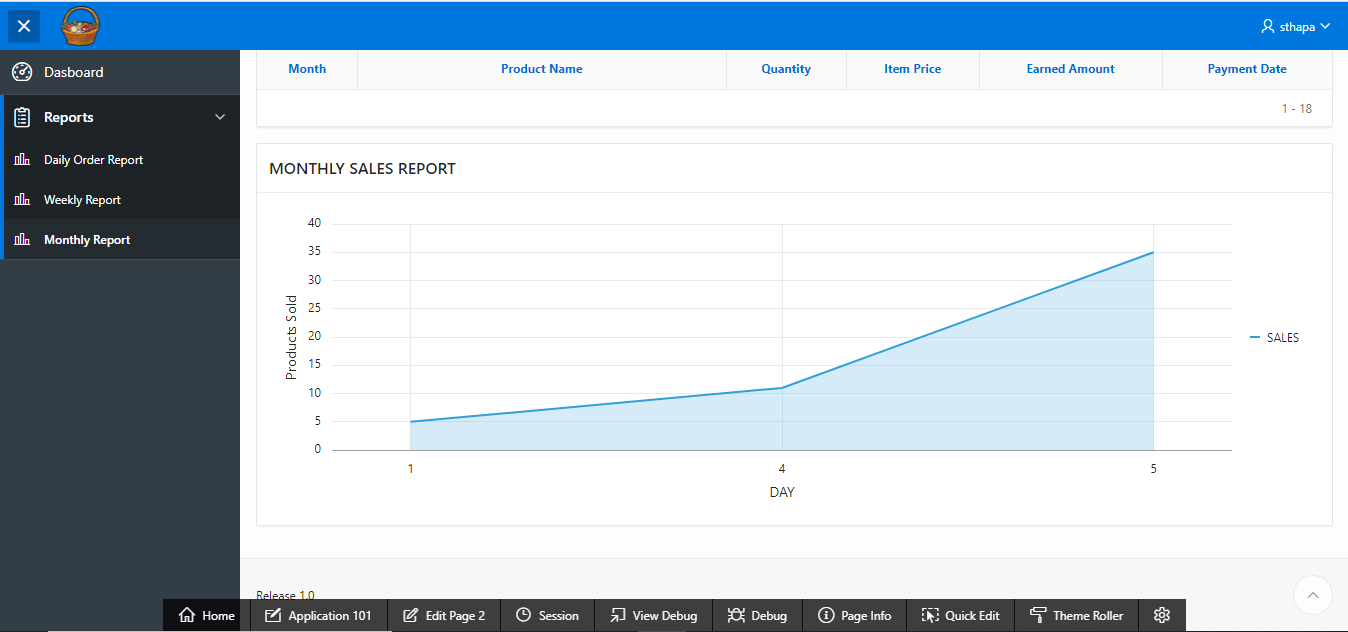 sthapa
Dasboard
Reports
Daily Order Report
Weekly Report
Monthly Report
Month Product Name Quantity Item Price Earned Amount Payment Date
1 - 18
MONTHLY SALES REPORT
40
35
30
25
20
15
10
5
0
Products Sold
1 4 5
DAY
SALES
Release 1.0
Home Application 101 Edit Page 2 Session View Debug Debug Page Info Quick Edit Theme Roller